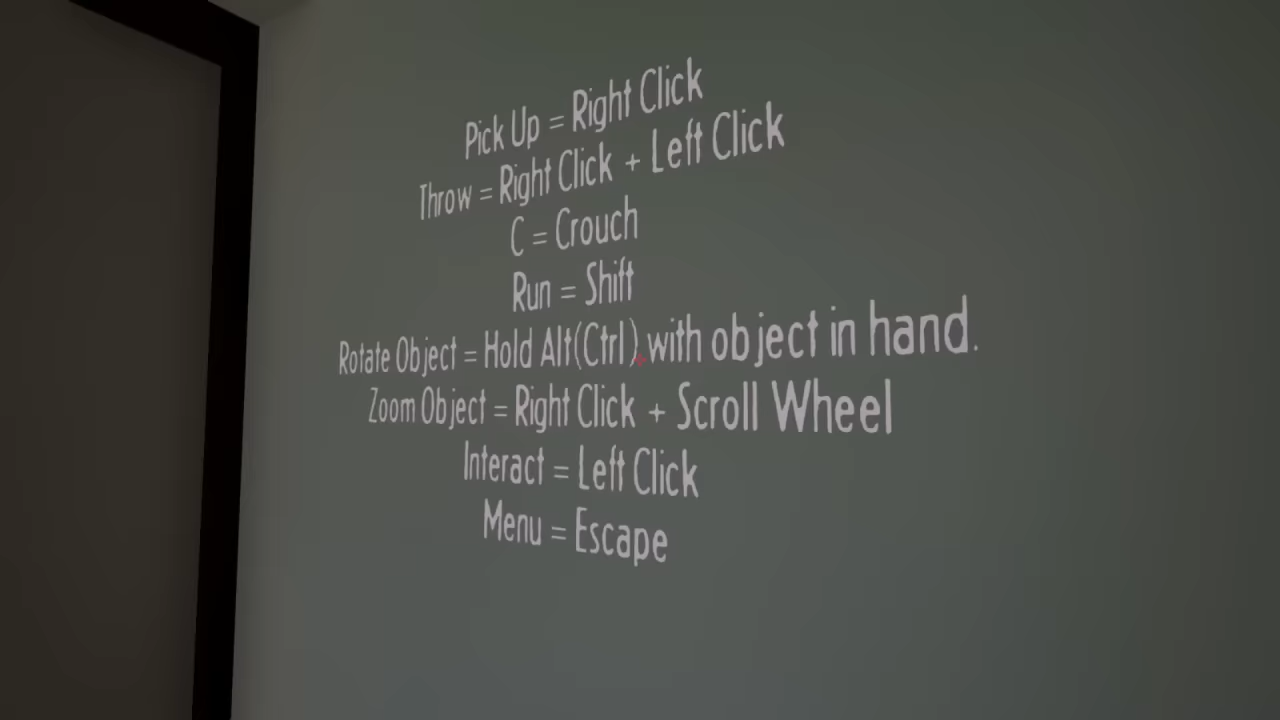 Pick Up = Right Click
Throw = Right Click + Left Click
C = Crouch
Run = Shift
Rotate Object = Hold Alt(Ctrl) with object in hand.
Zoom Object = Right Click + Scroll Wheel
Interact = Left Click
Menu = Escape